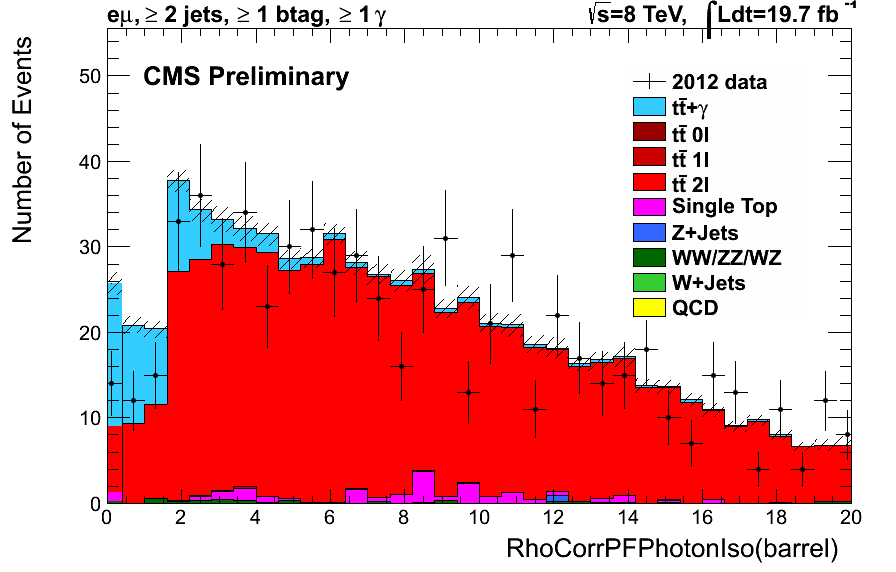 eμ, ≥ 2 jets, ≥ 1 btag, ≥ 1 γ
√s=8 TeV, ∫Ldt=19.7 fb⁻¹
CMS Preliminary
Number of Events
50
40
30
20
10
0
2012 data
tt̄+γ
tt̄ 0l
tt̄ 1l
tt̄ 2l
Single Top
Z+Jets
WW/ZZ/WZ
W+Jets
QCD
0 2 4 6 8 10 12 14 16 18 20
RhoCorrPFPhotonIso(barrel)